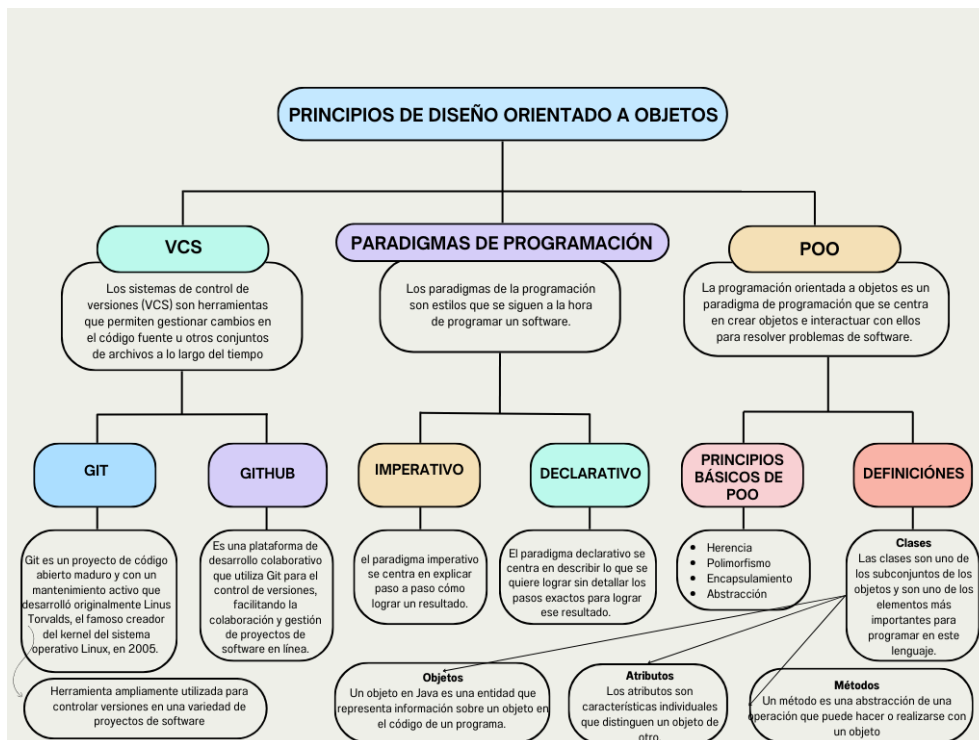 PRINCIPIOS DE DISEÑO ORIENTADO A OBJETOS
VCS
Los sistemas de control de
versiones (VCS) son herramientas
que permiten gestionar cambios en
el código fuente u otros conjuntos
de archivos a lo largo del tiempo
PARADIGMAS DE PROGRAMACIÓN
Los paradigmas de la programación
son estilos que se siguen a la hora
de programar un software.
POO
La programación orientada a objetos es un
paradigma de programación que se centra
en crear objetos e interactuar con ellos
para resolver problemas de software.
GIT
GITHUB
IMPERATIVO
DECLARATIVO
PRINCIPIOS
BÁSICOS DE
POO
DEFINICIÓNES
Git es un proyecto de código
abierto maduro y con un
mantenimiento activo que
desarrolló originalmente Linus
Torvalds, el famoso creador
del kernel del sistema
operativo Linux, en 2005.
Es una plataforma de
desarrollo colaborativo
que utiliza Git para el
control de versiones,
facilitando la
colaboración y gestión
de proyectos de
software en línea.
el paradigma imperativo
se centra en explicar
paso a paso cómo
lograr un resultado.
El paradigma declarativo se
centra en describir lo que se
quiere lograr sin detallar los
pasos exactos para lograr
ese resultado.
• Herencia
• Polimorfismo
• Encapsulamiento
• Abstracción
Clases
Las clases son uno de
los subconjuntos de los
objetos y son uno de los
elementos más
importantes para
programar en este
lenguaje.
Herramienta ampliamente utilizada para
controlar versiones en una variedad de
proyectos de software
Objetos
Un objeto en Java es una entidad que
representa información sobre un objeto en
el código de un programa.
Atributos
Los atributos son
características individuales
que distinguen un objeto de
otro.
Métodos
Un método es una abstracción de una
operación que puede hacer o realizarse con
un objeto